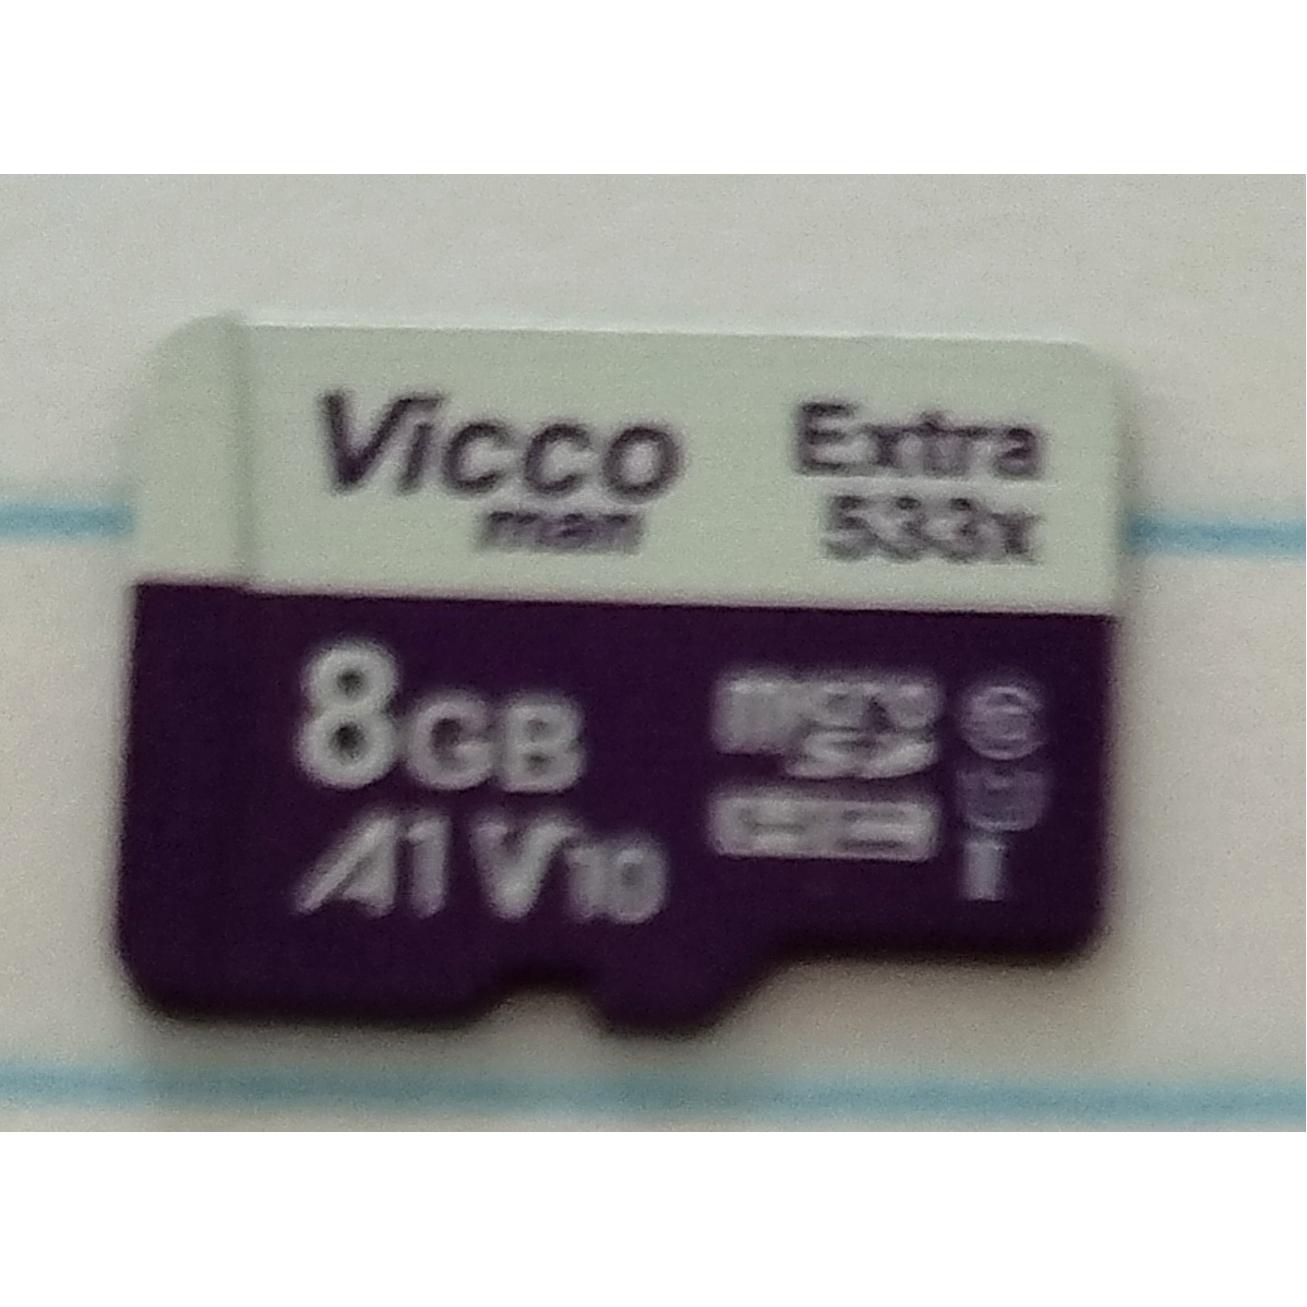 Vicco
man
Extra
533x
8GB
A1 V10
micro
SD
HC
I